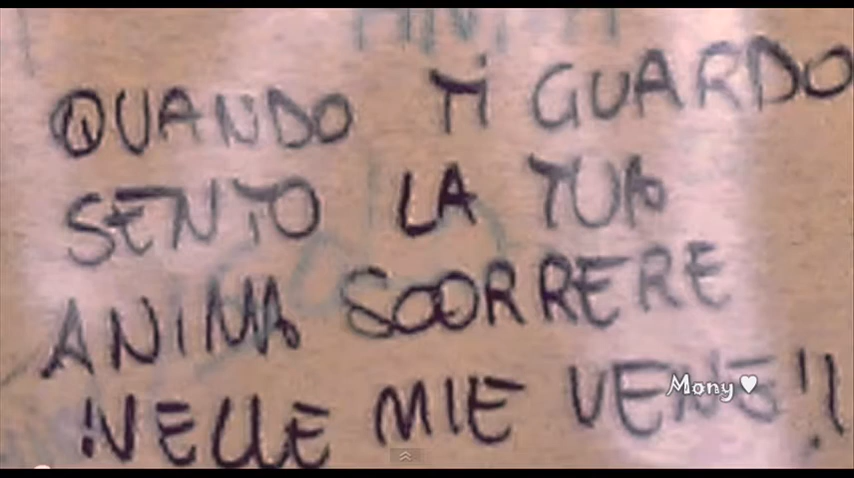 QUANDO TI GUARDO
SENTO LA TUA
ANIMA SCORRERE
NELLE MIE VENE!!
Mony♥